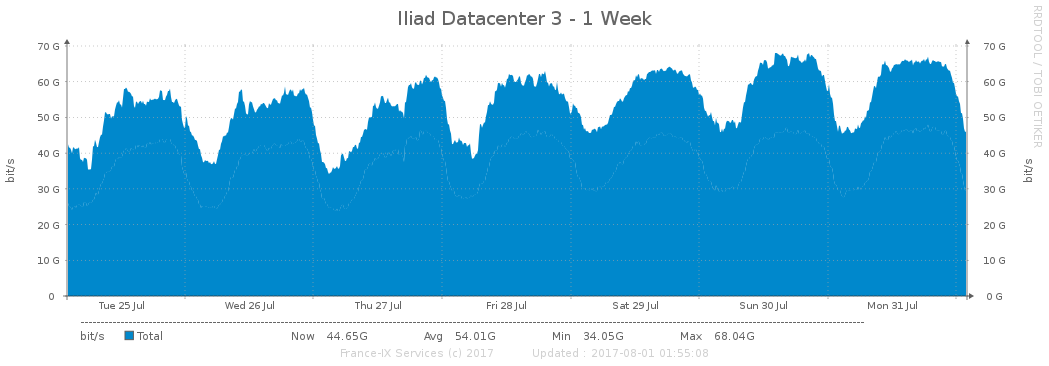 Iliad Datacenter 3 - 1 Week
RRDTOOL / TOBI OETIKER
70 G 70 G
60 G 60 G
50 G 50 G
40 G 40 G
30 G 30 G
20 G 20 G
10 G 10 G
0 0 G
bit/s bit/s
Tue 25 Jul Wed 26 Jul Thu 27 Jul Fri 28 Jul Sat 29 Jul Sun 30 Jul Mon 31 Jul
bit/s Total Now 44.65G Avg 54.01G Min 34.05G Max 68.04G
France-IX Services (c) 2017 Updated : 2017-08-01 01:55:08